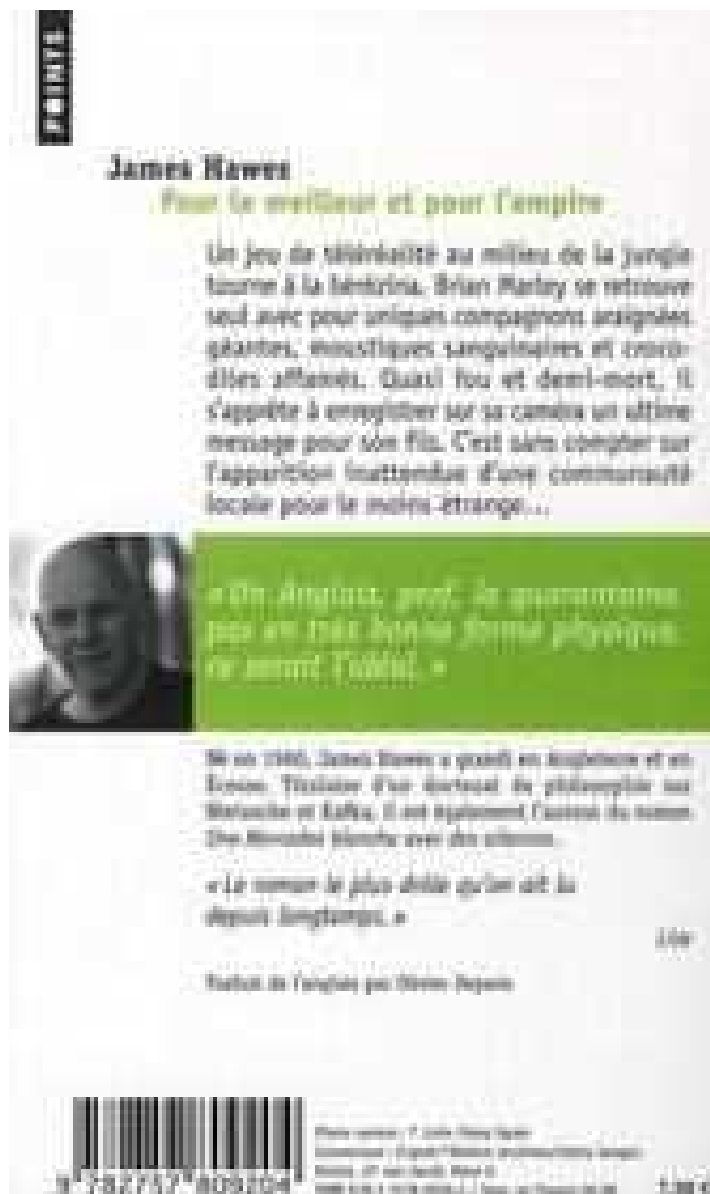 POINTS
James Hawes
Pour le meilleur et pour l'empire
Un jeu de téléréalité au milieu de la jungle
tourne à la bérézina. Brian Marley se retrouve
seul avec pour uniques compagnons araignées
géantes, moustiques sanguinaires et croco-
diles affamés. Quasi fou et demi-mort, il
s'apprête à enregistrer sur sa caméra un ultime
message pour son fils. C'est sans compter sur
l'apparition inattendue d'une communauté
locale pour le moins étrange...
« Un Anglais, prof, la quarantaine,
pas en très bonne forme physique,
ce serait l'idéal. »
Né en 1960, James Hawes a grandi en Angleterre et en
Écosse. Titulaire d'un doctorat de philosophie sur
Nietzsche et Kafka, il est également l'auteur du roman
Une Mercedes blanche avec des ailerons.
« Le roman le plus drôle qu'on ait lu
depuis longtemps. »
Lire
Traduit de l'anglais par
9 782757 809204